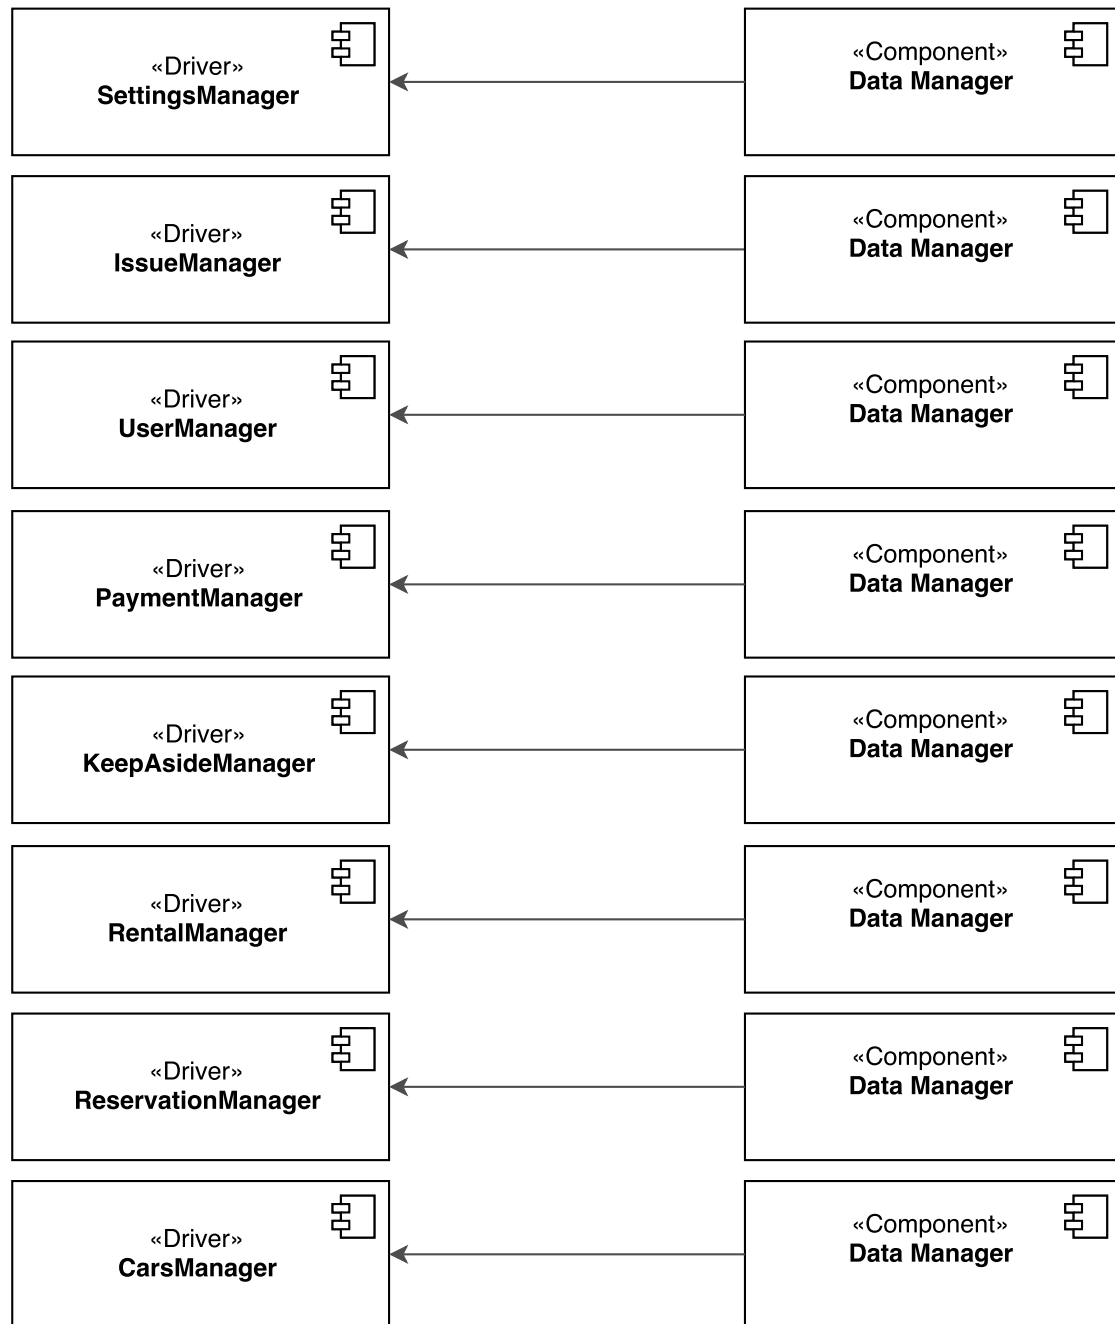 «Driver»
SettingsManager
«Component»
Data Manager
«Driver»
IssueManager
«Component»
Data Manager
«Driver»
UserManager
«Component»
Data Manager
«Driver»
PaymentManager
«Component»
Data Manager
«Driver»
KeepAsideManager
«Component»
Data Manager
«Driver»
RentalManager
«Component»
Data Manager
«Driver»
ReservationManager
«Component»
Data Manager
«Driver»
CarsManager
«Component»
Data Manager